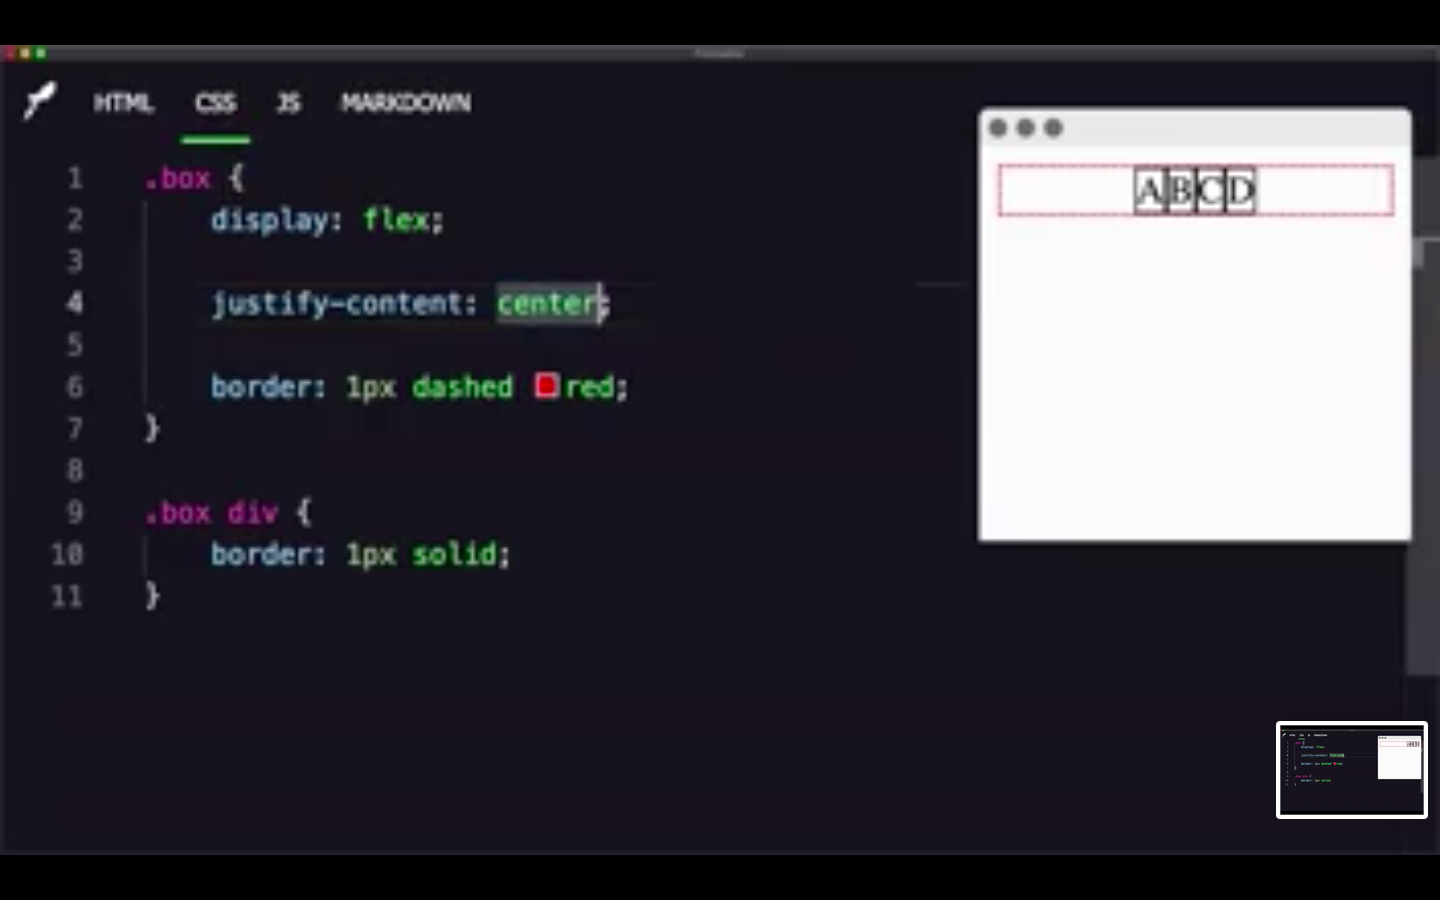 HTML CSS JS MARKDOWN
1 .box {
2 display: flex;
3
4 justify-content: center;
5
6 border: 1px dashed red;
7 }
8
9 .box div {
10 border: 1px solid;
11 }
A B C D